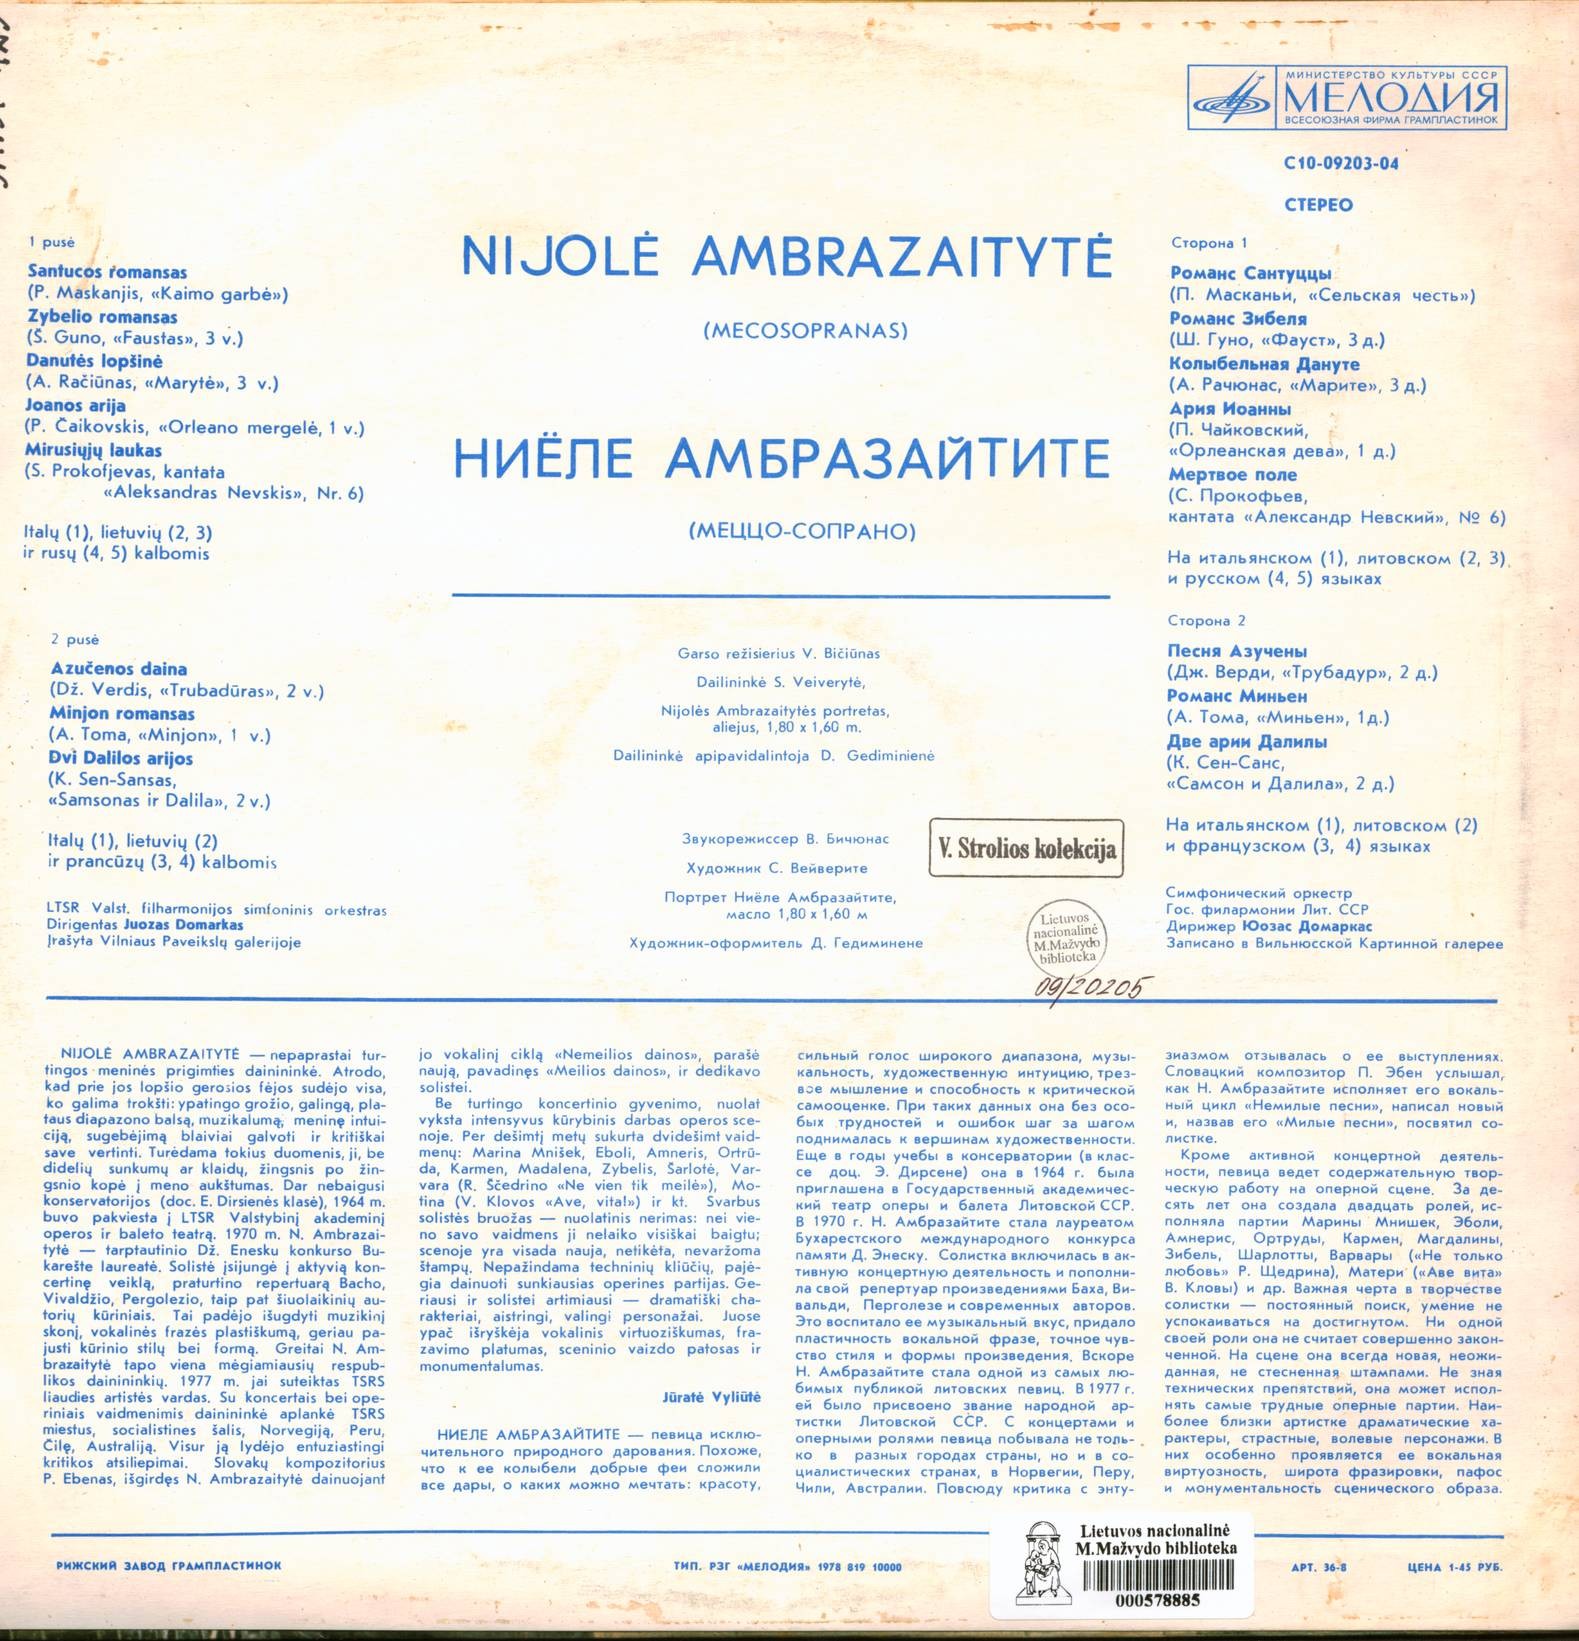 МИНИСТЕРСТВО КУЛЬТУРЫ СССР
МЕЛОДИЯ
ВСЕСОЮЗНАЯ ФИРМА ГРАМПЛАСТИНОК
С10-09203-04
СТЕРЕО
NIJOLĖ AMBRAZAITYTĖ
(MECOSOPRANAS)
НИЁЛЕ АМБРАЗАЙТИТЕ
(МЕЦЦО-СОПРАНО)
1 pusė
Santucos romansas
(P. Maskanjis, «Kaimo garbė»)
Zybelio romansas
(Š. Guno, «Faustas», 3 v.)
Danutės lopšinė
(A. Račiūnas, «Marytė», 3 v.)
Joanos arija
(P. Čaikovskis, «Orleano mergelė, 1 v.)
Mirusiųjų laukas
(S. Prokofjevas, kantata
«Aleksandras Nevskis», Nr. 6)
Italų (1), lietuvių (2, 3)
ir rusų (4, 5) kalbomis
2 pusė
Azučenos daina
(Dž. Verdis, «Trubadūras», 2 v.)
Minjon romansas
(A. Toma, «Minjon», 1 v.)
Dvi Dalilos arijos
(K. Sen-Sansas,
«Samsonas ir Dalila», 2 v.)
Italų (1), lietuvių (2)
ir prancūzų (3, 4) kalbomis
LTSR Valst. filharmonijos simfoninis orkestras
Dirigentas Juozas Domarkas
Įrašyta Vilniaus Paveikslų galerijoje
Garso režisierius V. Bičiūnas
Dailininkė S. Veiverytė,
Nijolės Ambrazaitytės portretas,
aliejus, 1,80 x 1,60 m.
Dailininkė apipavidalintoja D. Gediminienė
Звукорежиссер В. Бичюнас
Художник С. Вейверите
Портрет Ниёле Амбразайтите,
масло 1,80 x 1,60 м
Художник-оформитель Д. Гедиминене
V. Strolios kolekcija
Lietuvos
nacionalinė
M.Mažvydo
biblioteka
09/20205
Сторона 1
Романс Сантуццы
(П. Масканьи, «Сельская честь»)
Романс Зибеля
(Ш. Гуно, «Фауст», 3 д.)
Колыбельная Дануте
(А. Рачюнас, «Марите», 3 д.)
Ария Иоанны
(П. Чайковский,
«Орлеанская дева», 1 д.)
Мертвое поле
(С. Прокофьев,
кантата «Александр Невский», № 6)
На итальянском (1), литовском (2, 3),
и русском (4, 5) языках
Сторона 2
Песня Азучены
(Дж. Верди, «Трубадур», 2 д.)
Романс Миньен
(А. Тома, «Миньен», 1 д.)
Две арии Далилы
(К. Сен-Санс,
«Самсон и Далила», 2 д.)
На итальянском (1), литовском (2)
и французском (3, 4) языках
Симфонический оркестр
Гос. филармонии Лит. ССР
Дирижер Юозас Домаркас
Записано в Вильнюсской Картинной галерее
NIJOLĖ AMBRAZAITYTĖ — nepaprastai tur-
tingos meninės prigimties dainininkė. Atrodo,
kad prie jos lopšio gerosios fėjos sudėjo visa,
ko galima trokšti: ypatingo grožio, galingą, pla-
taus diapazono balsą, muzikalumą, meninę intui-
ciją, sugebėjimą blaiviai galvoti ir kritiškai
save vertinti. Turėdama tokius duomenis, ji, be
didelių sunkumų ar klaidų, žingsnis po žin-
gsnio kopė į meno aukštumas. Dar nebaigusi
konservatorijos (doc. E. Dirsienės klasė), 1964 m.
buvo pakviesta į LTSR Valstybinį akademinį
operos ir baleto teatrą. 1970 m. N. Ambrazai-
tytė — tarptautinio Dž. Enesku konkurso Bu-
karešte laureatė. Solistė įsijungė į aktyvią kon-
certinę veiklą, praturtino repertuarą Bacho,
Vivaldžio, Pergolezio, taip pat šiuolaikinių au-
torių kūriniais. Tai padėjo išugdyti muzikinį
skonį, vokalinės frazės plastiškumą, geriau pa-
justi kūrinio stilų bei formą. Greitai N. Am-
brazaitytė tapo viena mėgiamiausių respub-
likos dainininkių. 1977 m. jai suteiktas TSRS
liaudies artistės vardas. Su koncertais bei ope-
riniais vaidmenimis dainininkė aplankė TSRS
miestus, socialistines šalis, Norvegiją, Peru,
Čilę, Australiją. Visur ją lydėjo entuziastingi
kritikos atsiliepimai. Slovakų kompozitorius
P. Ebenas, išgirdęs N. Ambrazaitytė dainuojant
jo vokalinį ciklą «Nemeilios dainos», parašė
naują, pavadinęs «Meilios dainos», ir dedikavo
solistei.
Be turtingo koncertinio gyvenimo, nuolat
vyksta intensyvus kūrybinis darbas operos sce-
noje. Per dešimtį metų sukurta dvidešimt vaid-
menų: Marina Mnišek, Eboli, Amneris, Ortrū-
da, Karmen, Madalena, Zybelis, Šarlotė, Var-
vara (R. Ščedrino «Ne vien tik meilė»), Mo-
tina (V. Klovos «Ave, vita!») ir kt. Svarbus
solistės bruožas — nuolatinis nerimas: nei vie-
no savo vaidmens ji nelaiko visiškai baigtu;
scenoje yra visada nauja, netikėta, nevaržoma
štampų. Nepažindama techninių kliūčių, pajė-
gia dainuoti sunkiausias operines partijas. Ge-
riausi ir solistei artimiausi — dramatiški cha-
rakteriai, aistringi, valingi personažai. Juose
ypač išryškėja vokalinis virtuoziškumas, fra-
zavimo platumas, sceninio vaizdo patosas ir
monumentalumas.
Jūratė Vyliūtė
НИЕЛЕ АМБРАЗАЙТИТЕ — певица исклю-
чительного природного дарования. Похоже,
что к ее колыбели добрые феи сложили
все дары, о каких можно мечтать: красоту,
сильный голос широкого диапазона, музы-
кальность, художественную интуицию, трез-
вое мышление и способность к критической
самооценке. При таких данных она без осо-
бых трудностей и ошибок шаг за шагом
поднималась к вершинам художественности.
Еще в годы учебы в консерватории (в клас-
се доц. Э. Дирсене) она в 1964 г. была
приглашена в Государственный академичес-
кий театр оперы и балета Литовской ССР.
В 1970 г. Н. Амбразайтите стала лауреатом
Бухарестского международного конкурса
памяти Д. Энеску. Солистка включилась в ак-
тивную концертную деятельность и пополни-
ла свой репертуар произведениями Баха, Ви-
вальди, Перголезе и современных авторов.
Это воспитало ее музыкальный вкус, придало
пластичность вокальной фразе, точное чув-
ство стиля и формы произведения. Вскоре
Н. Амбразайтите стала одной из самых лю-
бимых публикой литовских певиц. В 1977 г.
ей было присвоено звание народной ар-
тистки Литовской ССР. С концертами и
оперными ролями певица побывала не толь-
ко в разных городах страны, но и в со-
циалистических странах, в Норвегии, Перу,
Чили, Австралии. Повсюду критика с энту-
зиазмом отзывалась о ее выступлениях.
Словацкий композитор П. Эбен услышал,
как Н. Амбразайтите исполняет его вокаль-
ный цикл «Немилые песни», написал новый
и, назвав его «Милые песни», посвятил со-
листке.
Кроме активной концертной деятель-
ности, певица ведет содержательную твор-
ческую работу на оперной сцене. За де-
сять лет она создала двадцать ролей, ис-
полняла партии Марины Мнишек, Эболи,
Амнерис, Ортруды, Кармен, Магдалины,
Зибель, Шарлотты, Варвары («Не только
любовь» Р. Щедрина), Матери («Аве вита»
В. Кловы) и др. Важная черта в творчестве
солистки — постоянный поиск, умение не
успокаиваться на достигнутом. Ни одной
своей роли она не считает совершенно закон-
ченной. На сцене она всегда новая, неожи-
данная, не стесненная штампами. Не зная
технических препятствий, она может испол-
нять самые трудные оперные партии. Наи-
более близки артистке драматические ха-
рактеры, страстные, волевые персонажи. В
них особенно проявляется ее вокальная
виртуозность, широта фразировки, пафос
и монументальность сценического образа.
РИЖСКИЙ ЗАВОД ГРАМПЛАСТИНОК
ТИП. РЗГ «МЕЛОДИЯ» 1978 819 10000
Lietuvos nacionalinė
M.Mažvydo biblioteka
000578885
АРТ. 36-8
ЦЕНА 1-45 РУБ.